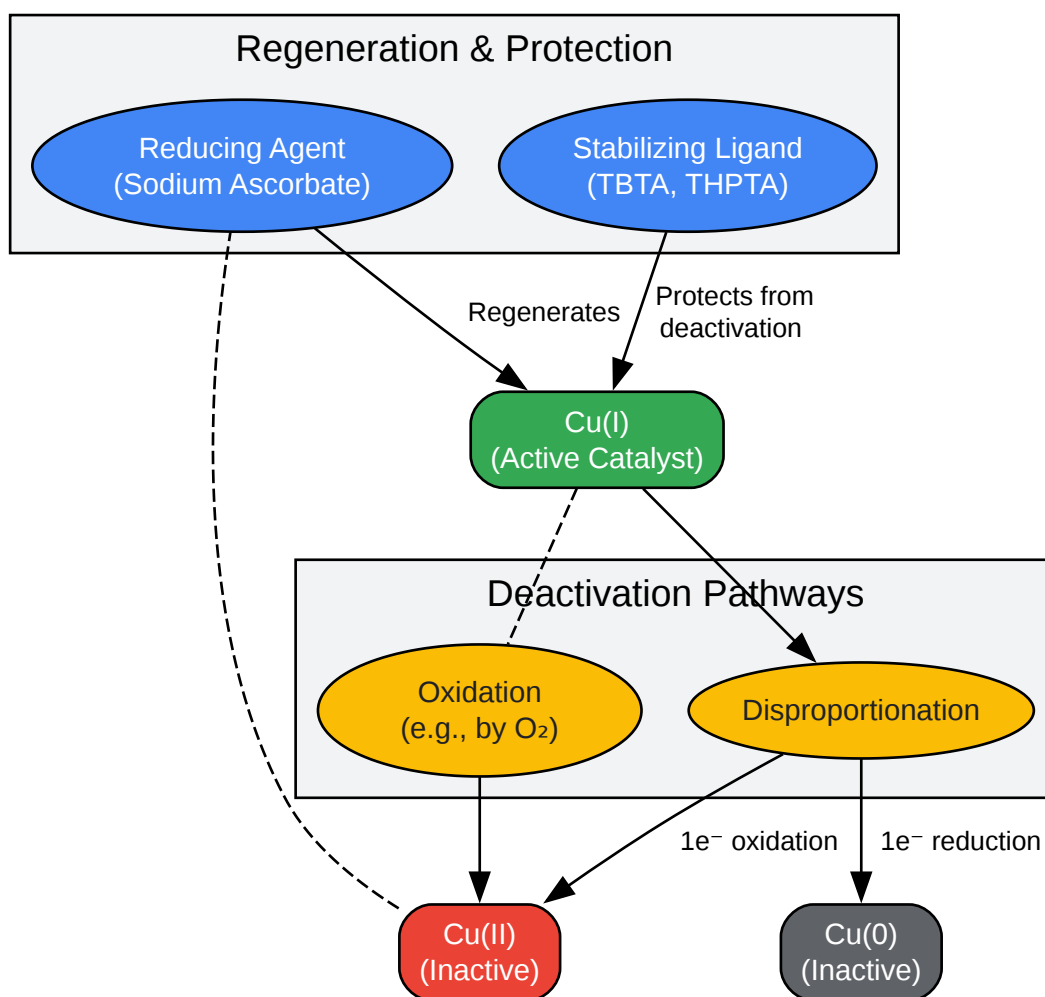 Regeneration & Protection
Reducing Agent
(Sodium Ascorbate)
Stabilizing Ligand
(TBTA, THPTA)
Regenerates
Protects from
deactivation
Cu(I)
(Active Catalyst)
Deactivation Pathways
Oxidation
(e.g., by O₂)
Disproportionation
1e⁻ oxidation
1e⁻ reduction
Cu(II)
(Inactive)
Cu(0)
(Inactive)